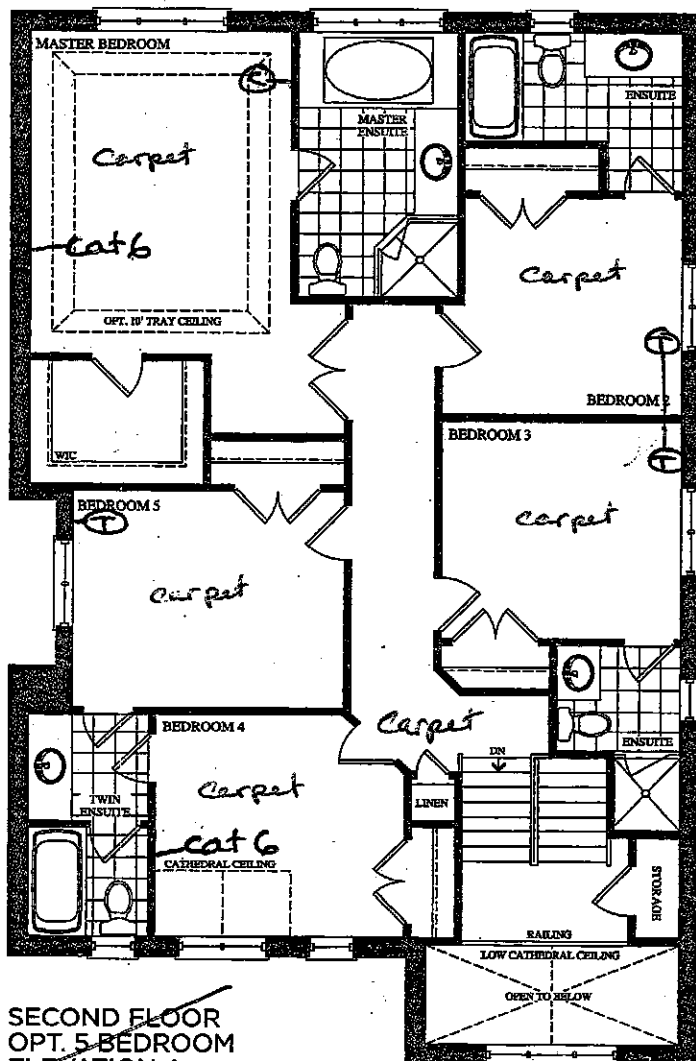 MASTER BEDROOM
MASTER
ENSUITE
ENSUITE
Carpet
Cat 6
OPT. 10' TRAY CEILING
Carpet
T
BEDROOM 2
WIC
BEDROOM 3
T
BEDROOM 5
T
Carpet
Carpet
BEDROOM 4
Carpet
Carpet
DN
ENSUITE
LINEN
TWIN
ENSUITE
Cat 6
CATHEDRAL CEILING
STORAGE
RAILING
LOW CATHEDRAL CEILING
OPEN TO BELOW
SECOND FLOOR
OPT. 5 BEDROOM